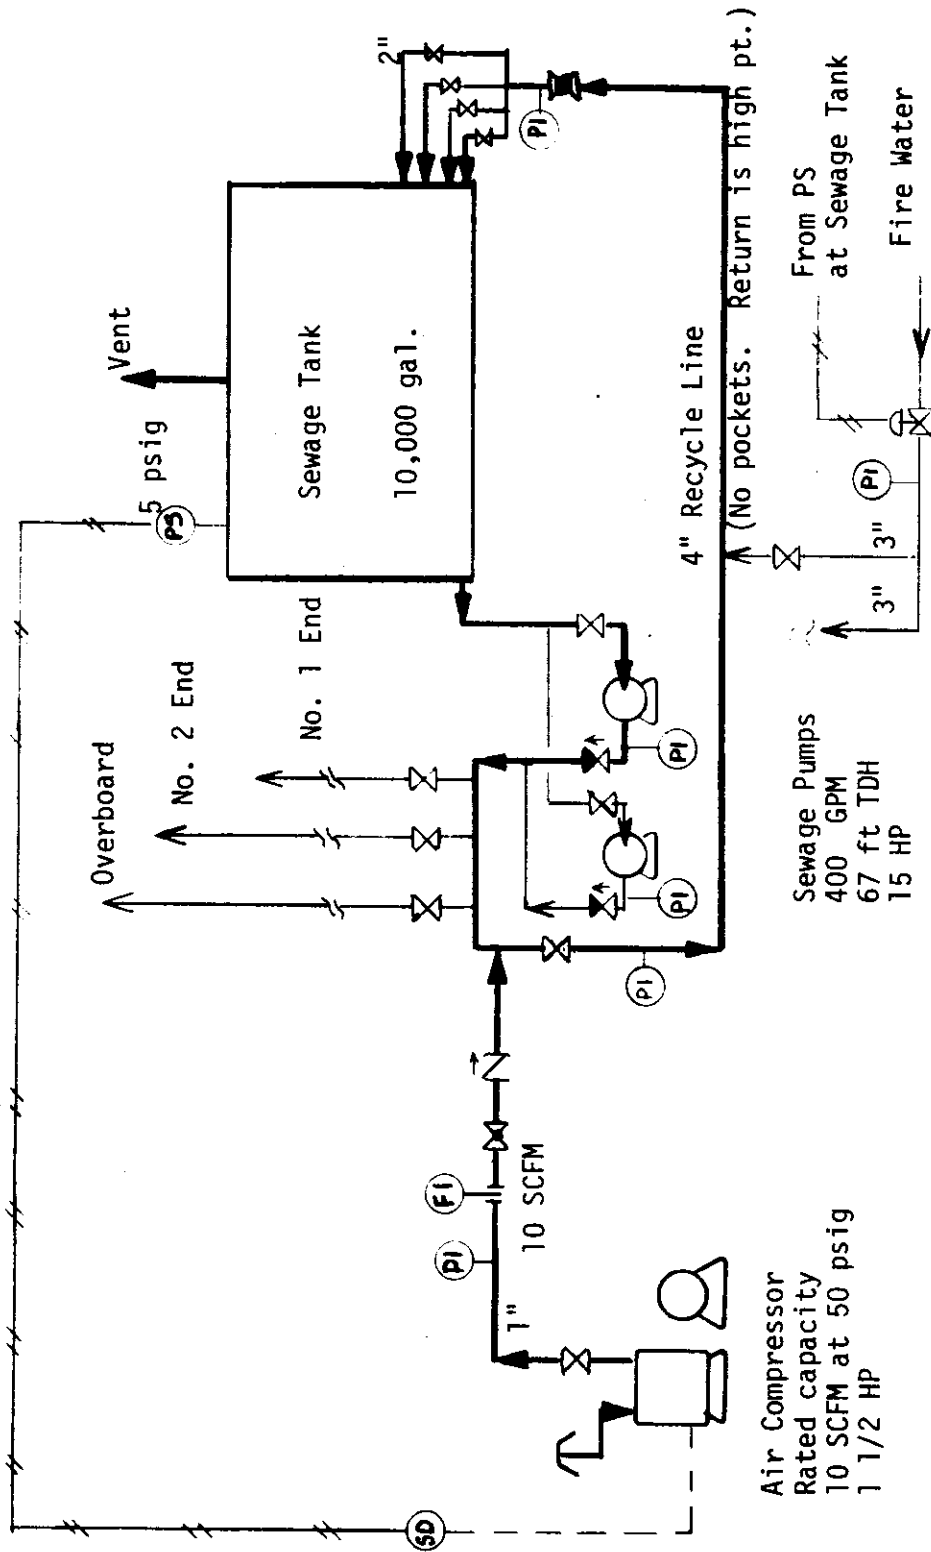 2"
Vent
5 psig
PS
Sewage Tank
10,000 gal.
PI
Overboard
No. 2 End
No. 1 End
PI
PI
PI
4" Recycle Line
(No pockets. Return is high pt.)
From PS
at Sewage Tank
Fire Water
PI
3"
3"
Sewage Pumps
400 GPM
67 ft TDH
15 HP
FI
PI
10 SCFM
1"
SD
Air Compressor
Rated capacity
10 SCFM at 50 psig
1 1/2 HP